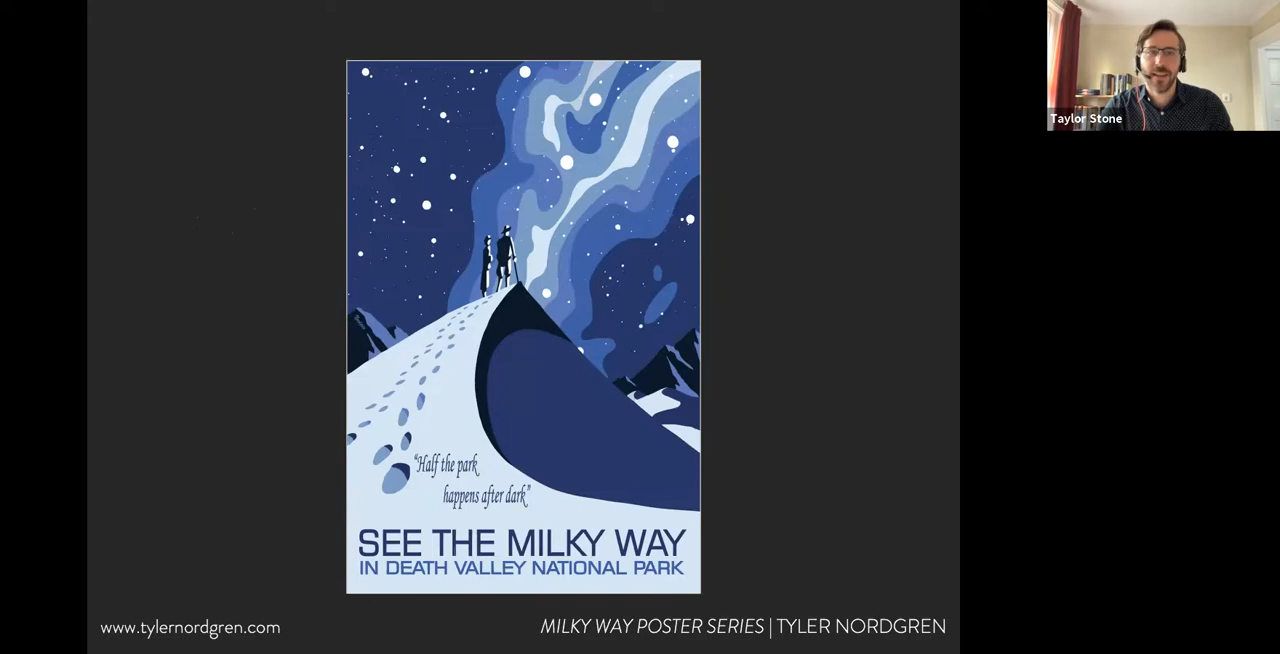 Taylor Stone
"Half the park
happens after dark"
SEE THE MILKY WAY
IN DEATH VALLEY NATIONAL PARK
www.tylernordgren.com
MILKY WAY POSTER SERIES | TYLER NORDGREN